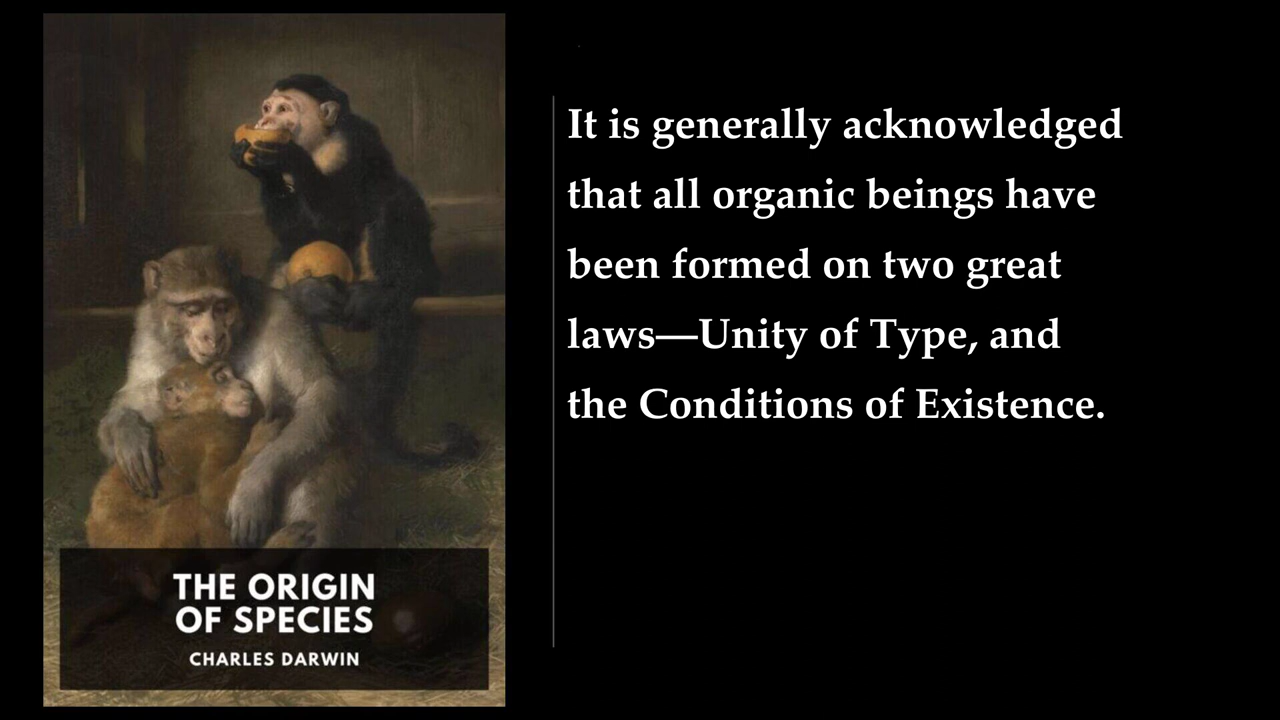 THE ORIGIN
OF SPECIES
CHARLES DARWIN
It is generally acknowledged
that all organic beings have
been formed on two great
laws—Unity of Type, and
the Conditions of Existence.